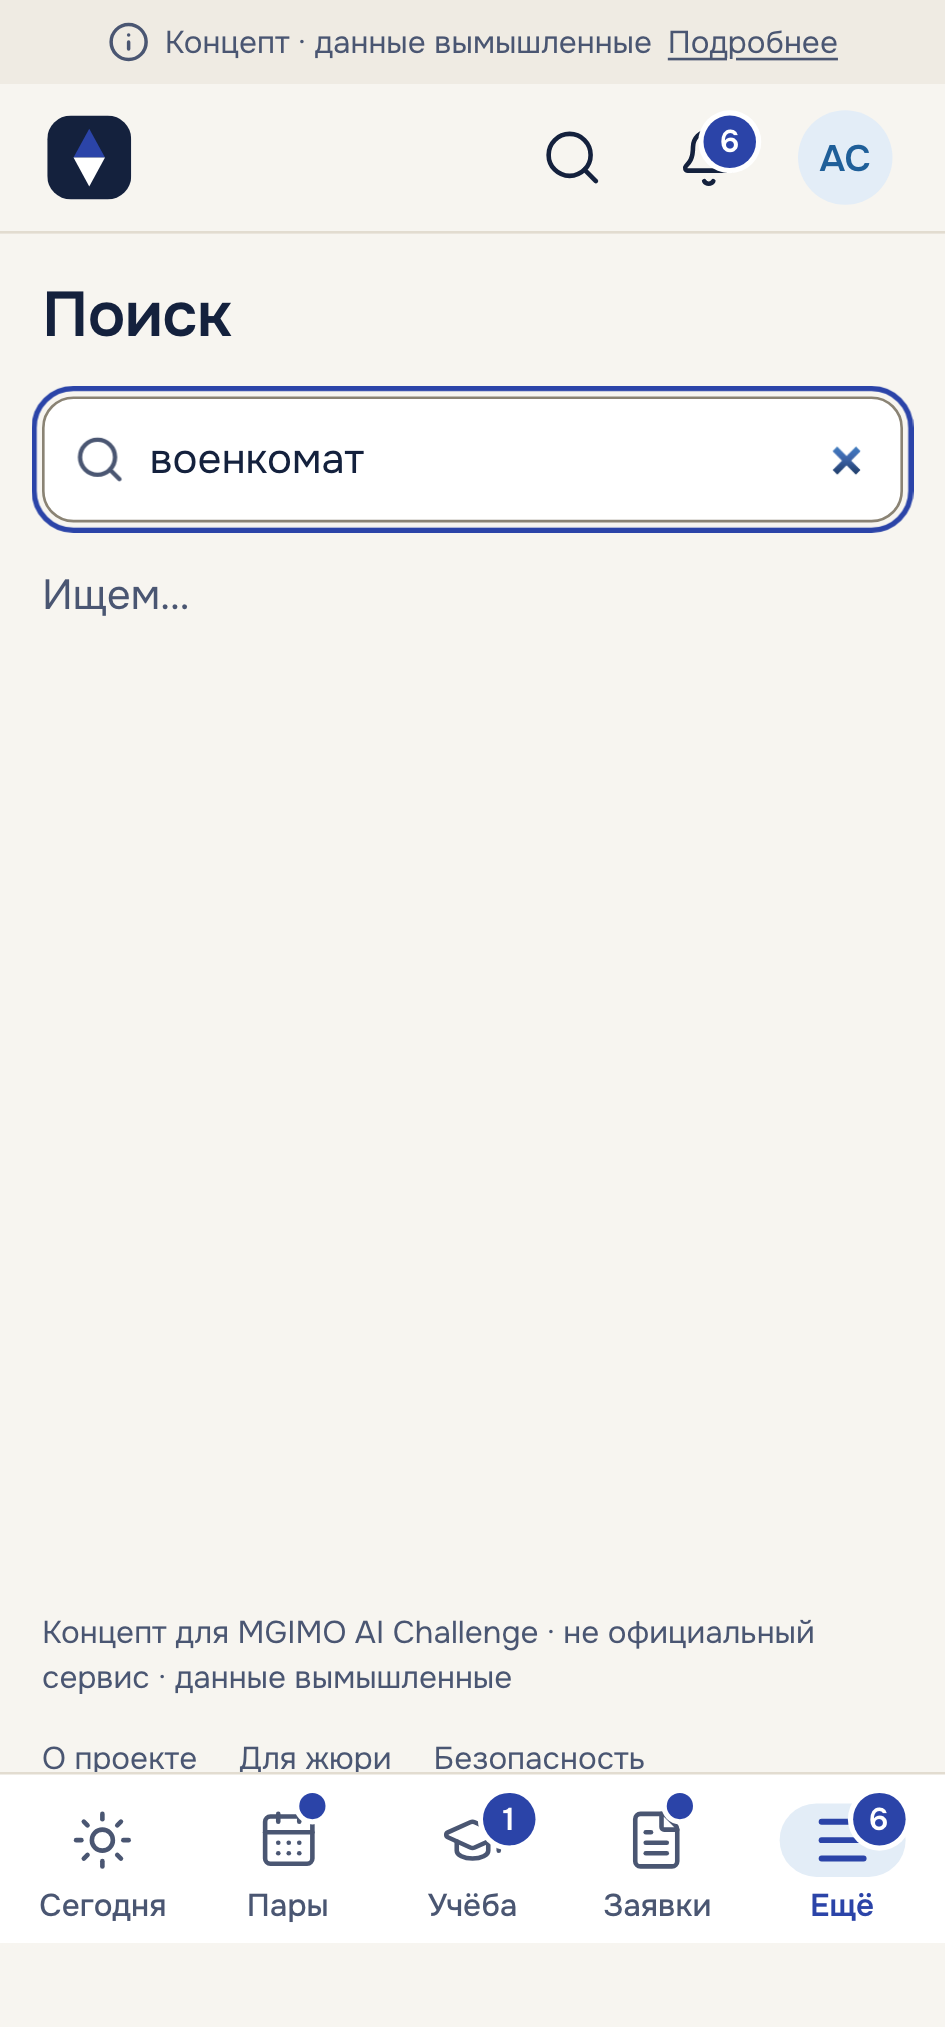 Концепт · данные вымышленные Подробнее
6
АС
Поиск
военкомат
Ищем...
Концепт для MGIMO AI Challenge · не официальный
сервис · данные вымышленные
О проекте Для жюри Безопасность
1
6
Сегодня Пары Учёба Заявки Ещё